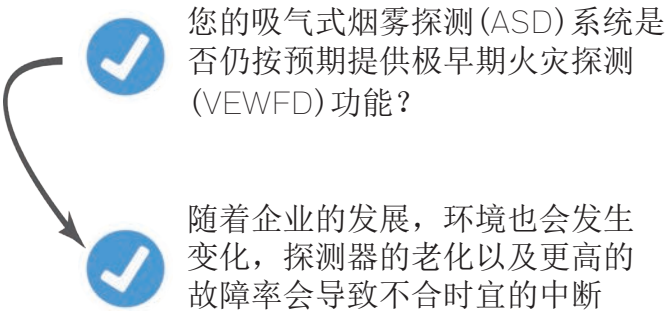 您的吸气式烟雾探测(ASD)系统是
否仍按预期提供极早期火灾探测
(VEWFD)功能？
随着企业的发展，环境也会发生
变化，探测器的老化以及更高的
故障率会导致不合时宜的中断